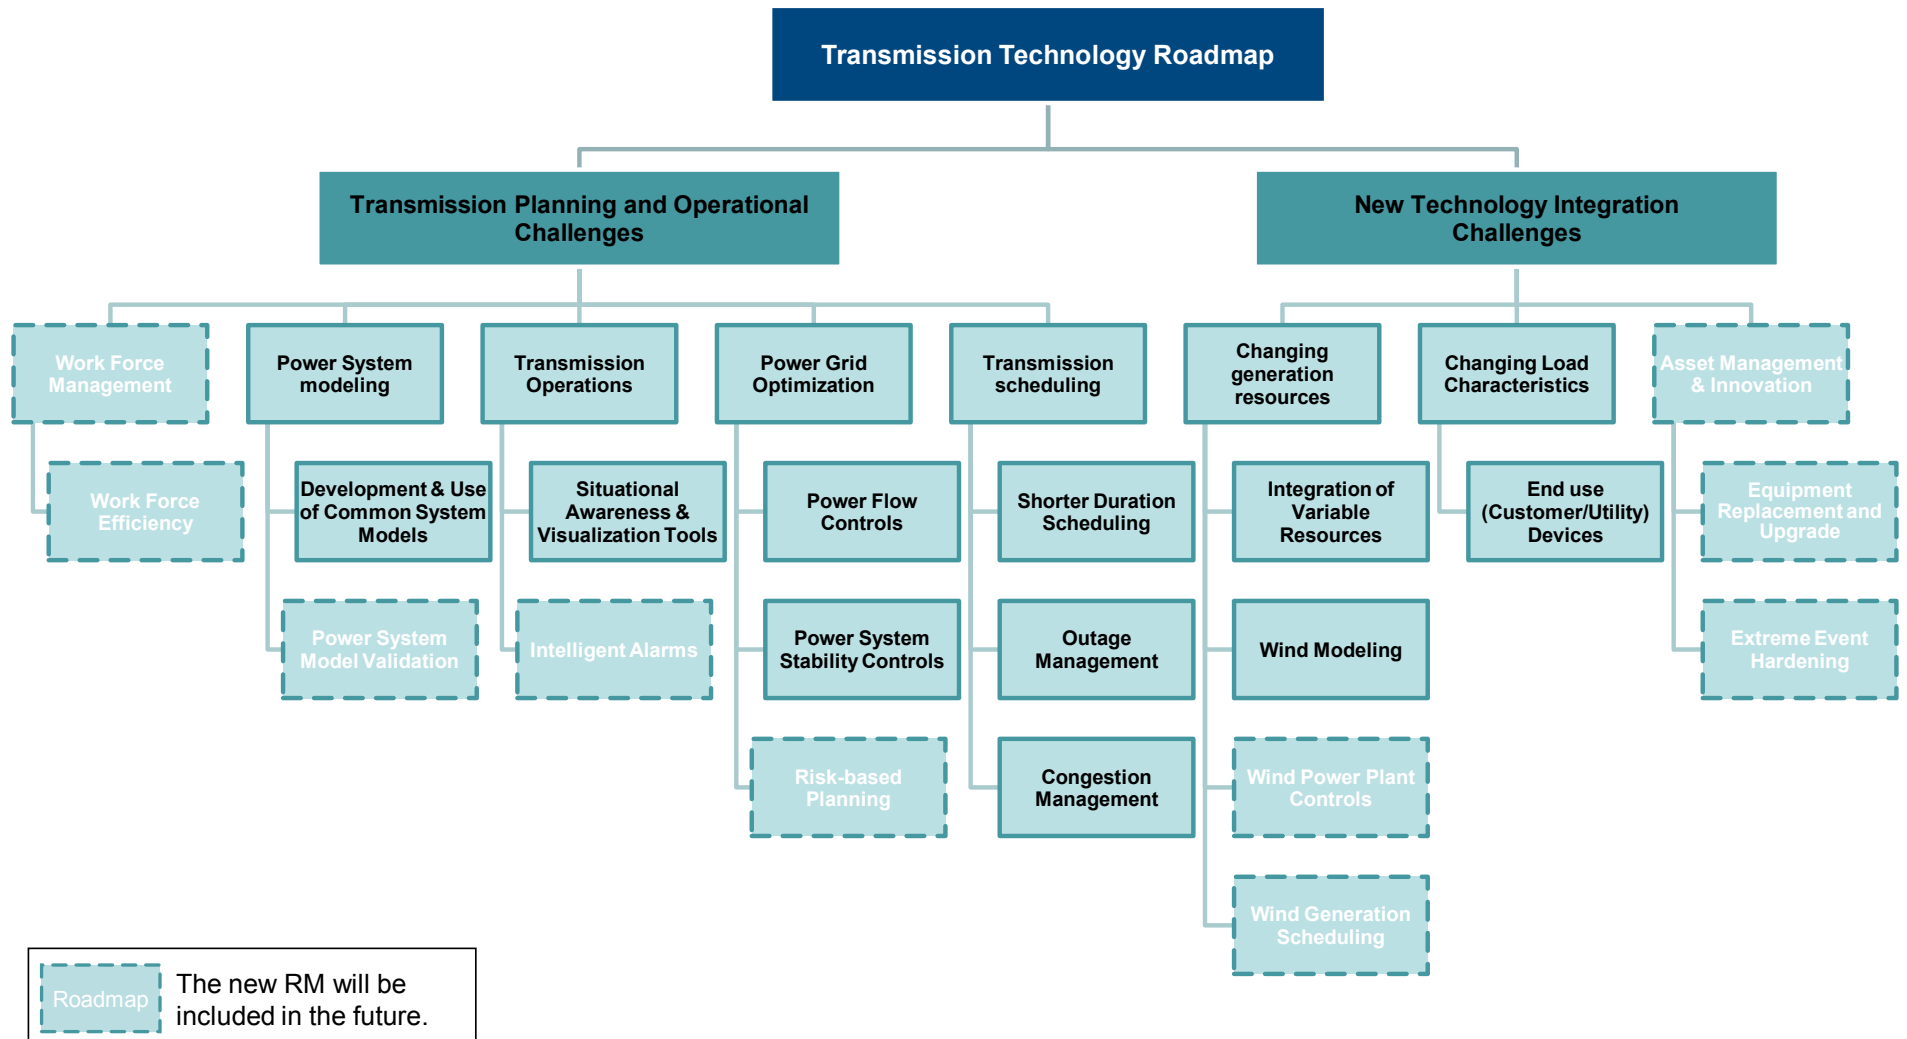 Transmission Technology Roadmap
Transmission Planning and Operational
Challenges
New Technology Integration
Challenges
Work Force
Management
Power System
modeling
Transmission
Operations
Power Grid
Optimization
Transmission
scheduling
Changing
generation
resources
Changing Load
Characteristics
Asset Management
& Innovation
Work Force
Efficiency
Development & Use
of Common System
Models
Situational
Awareness &
Visualization Tools
Power Flow
Controls
Shorter Duration
Scheduling
Integration of
Variable
Resources
End use
(Customer/Utility)
Devices
Equipment
Replacement and
Upgrade
Power System
Model Validation
Intelligent Alarms
Power System
Stability Controls
Outage
Management
Wind Modeling
Extreme Event
Hardening
Risk-based
Planning
Congestion
Management
Wind Power Plant
Controls
Wind Generation
Scheduling
Roadmap
The new RM will be
included in the future.